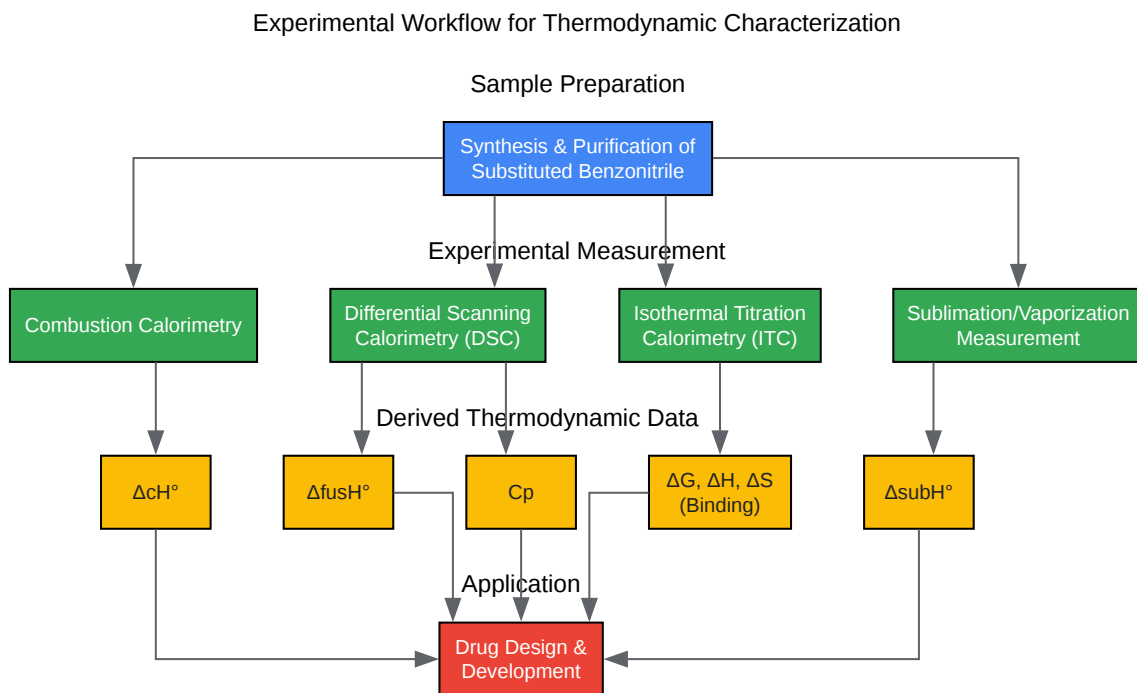 Experimental Workflow for Thermodynamic Characterization
Sample Preparation
Synthesis & Purification of
Substituted Benzonitrile
Experimental Measurement
Combustion Calorimetry
Differential Scanning
Calorimetry (DSC)
Isothermal Titration
Calorimetry (ITC)
Sublimation/Vaporization
Measurement
Derived Thermodynamic Data
ΔcH°
ΔfusH°
Cp
ΔG, ΔH, ΔS
(Binding)
ΔsubH°
Application
Drug Design &
Development